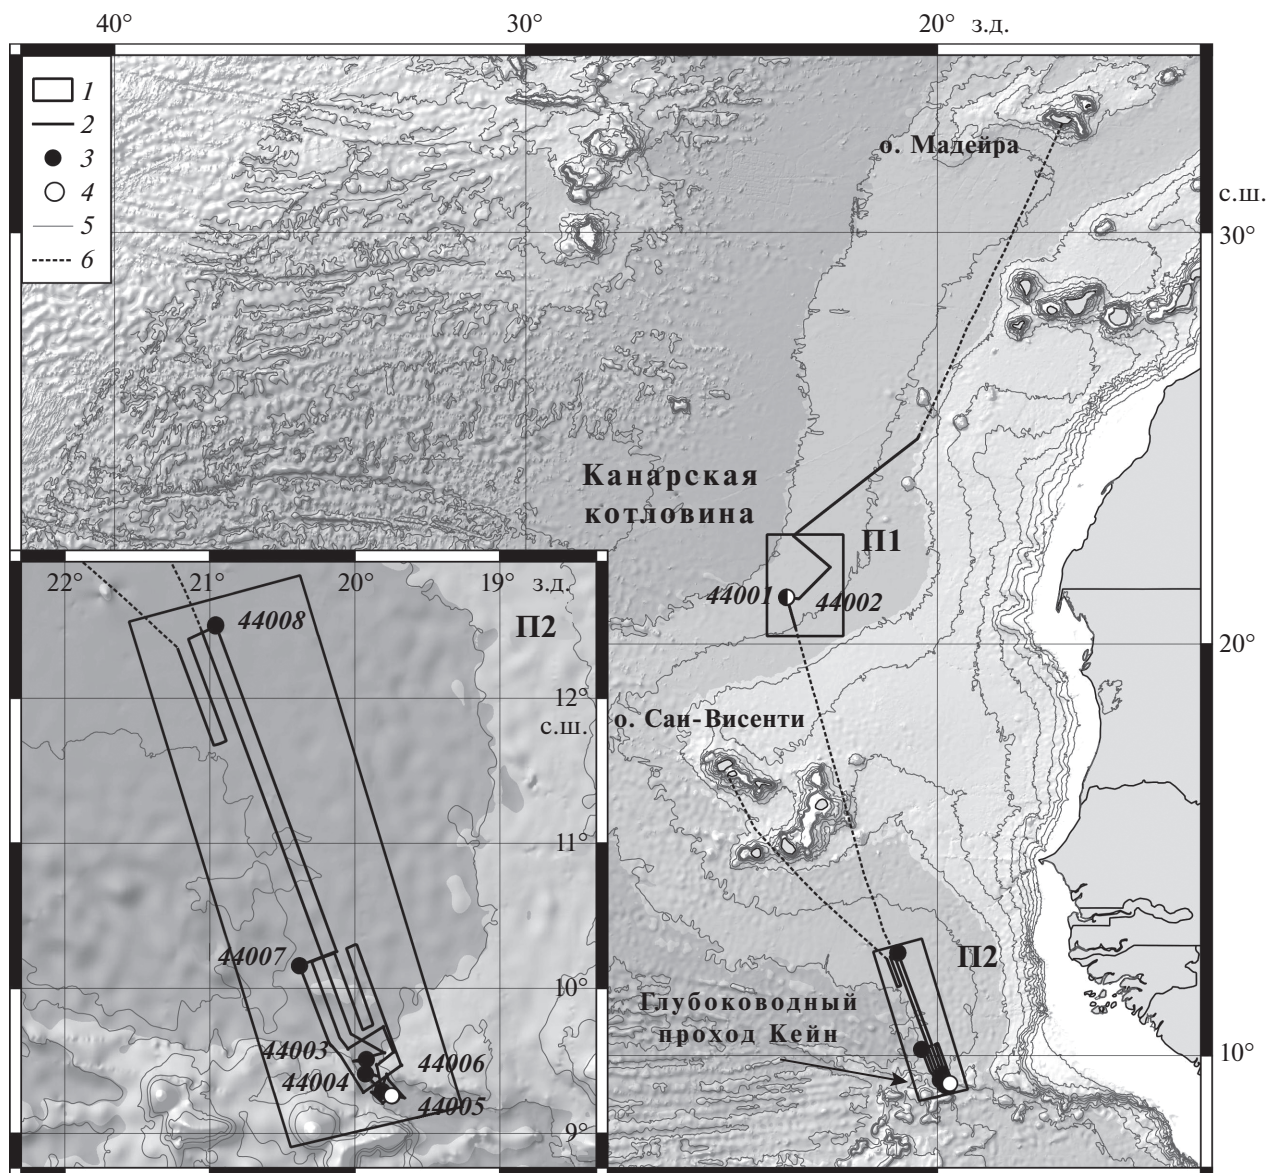 40°
30°
20° з.д.
1
2
3
4
5
6
о. Мадейра
с.ш.
30°
Канарская
котловина
П1
44001
44002
20°
о. Сан-Висенти
П2
Глубоководный
проход Кейн
10°
22°
21°
20°
19° з.д.
44008
П2
12°
с.ш.
11°
44007
10°
44003
44006
44004
44005
9°